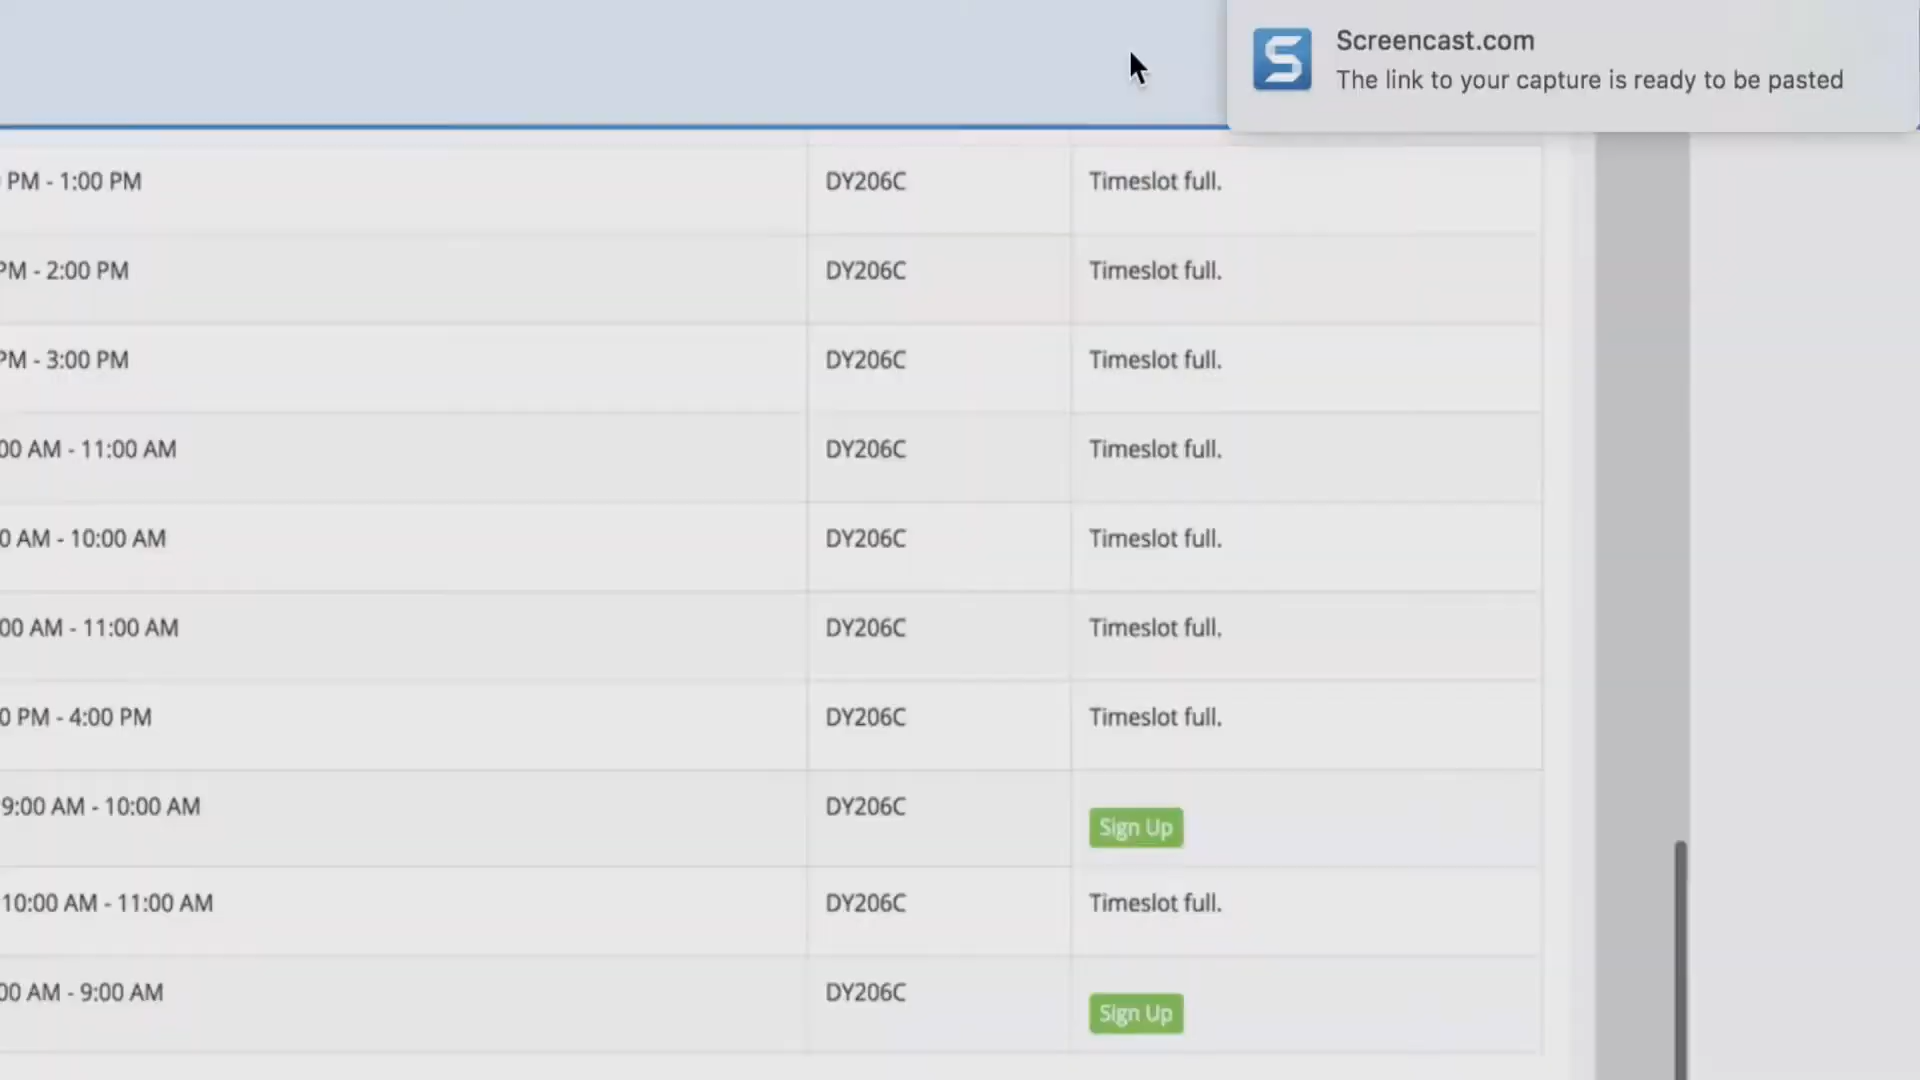 Screencast.com
The link to your capture is ready to be pasted
PM - 1:00 PM DY206C Timeslot full.
PM - 2:00 PM DY206C Timeslot full.
PM - 3:00 PM DY206C Timeslot full.
00 AM - 11:00 AM DY206C Timeslot full.
0 AM - 10:00 AM DY206C Timeslot full.
00 AM - 11:00 AM DY206C Timeslot full.
0 PM - 4:00 PM DY206C Timeslot full.
9:00 AM - 10:00 AM DY206C Sign Up
10:00 AM - 11:00 AM DY206C Timeslot full.
00 AM - 9:00 AM DY206C Sign Up